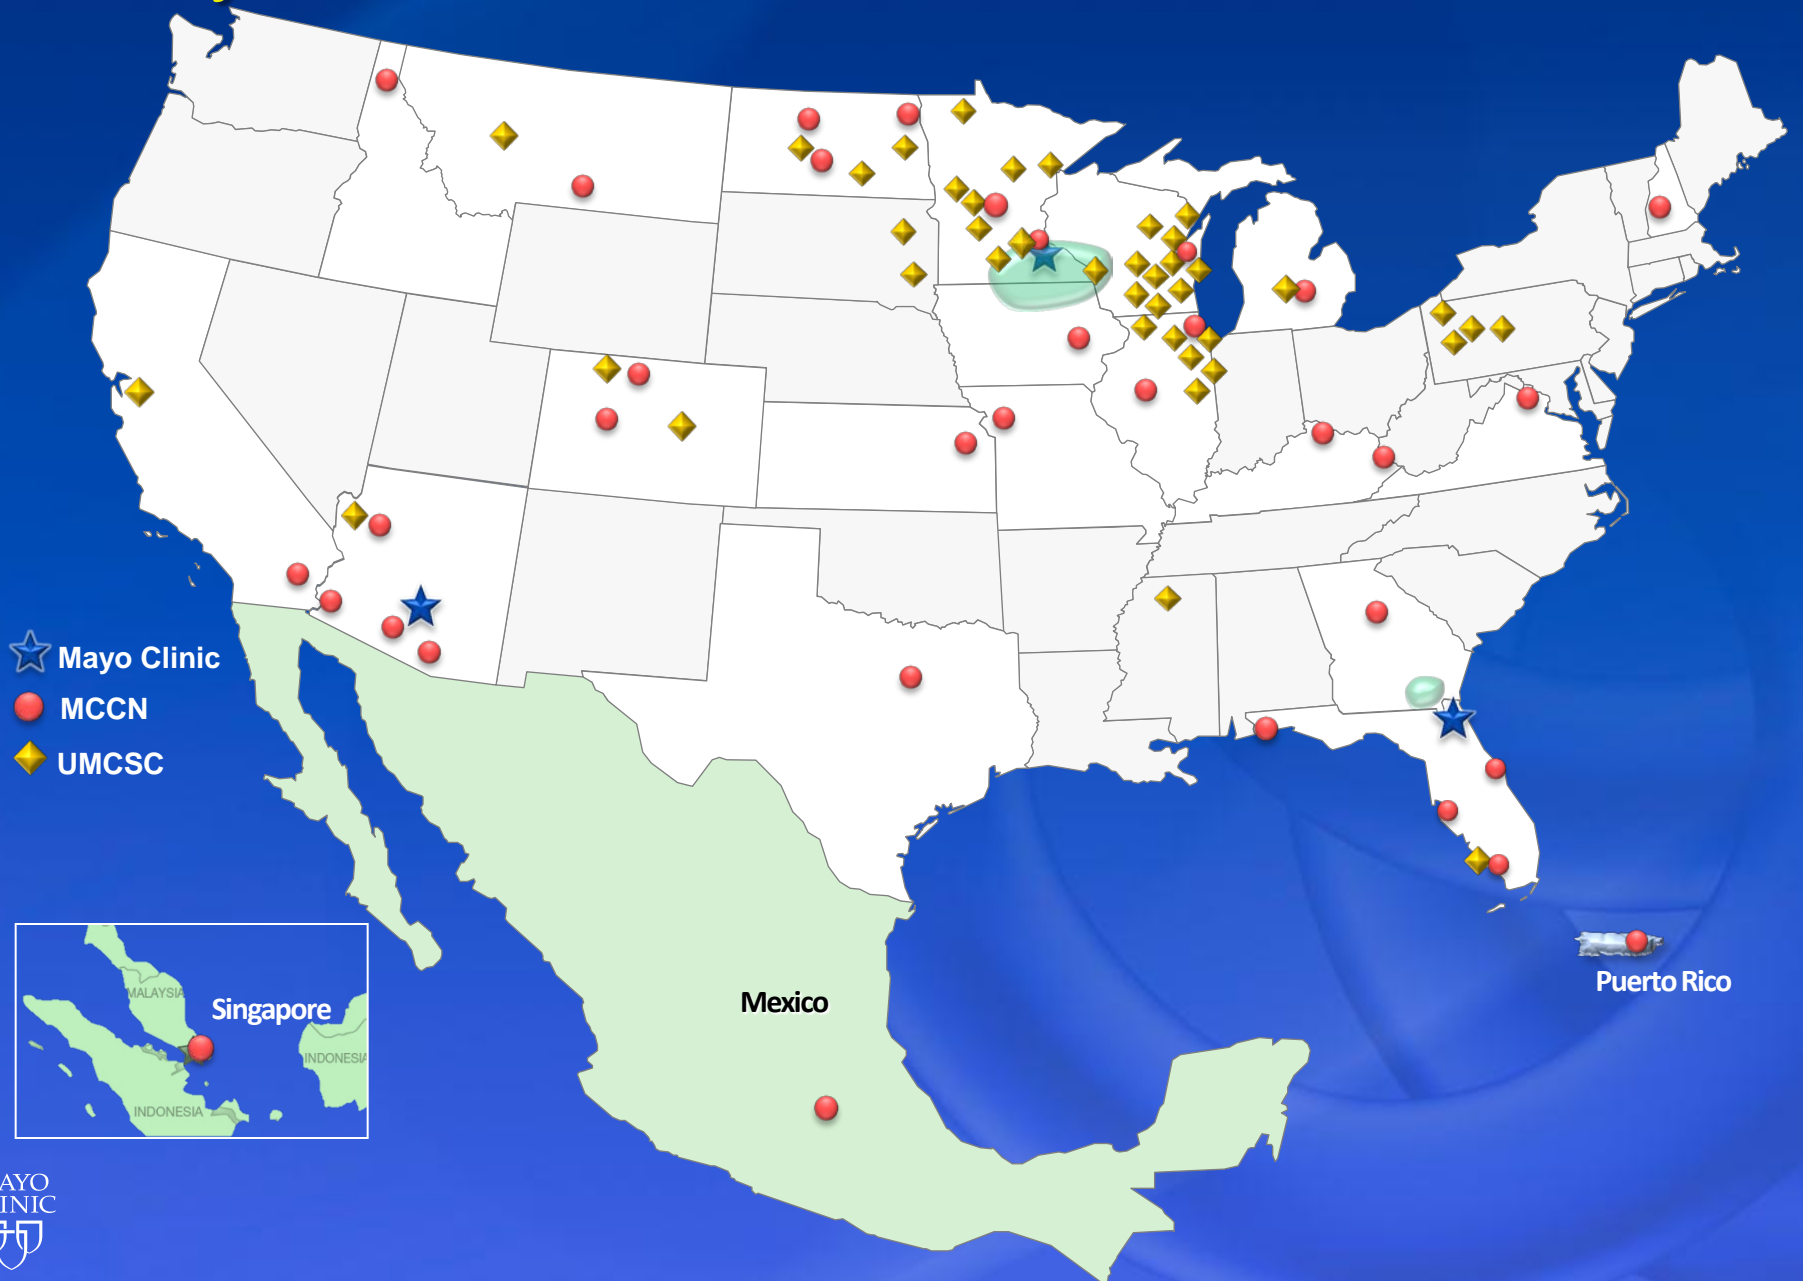 Mayo Clinic
MCCN
UMCSC
MALAYSIA
Singapore
INDONESIA
INDONESIA
Mexico
Puerto Rico
AYO
INIC